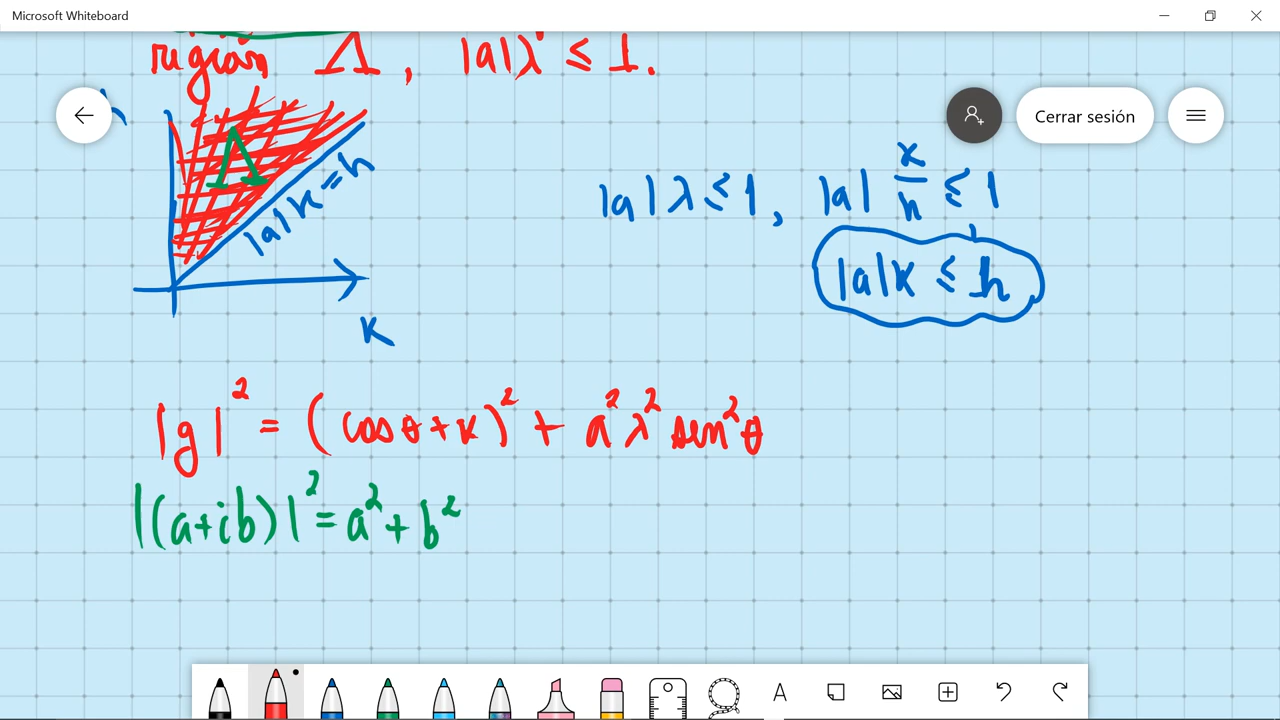 Microsoft Whiteboard
región Λ, |a|λ ≤ 1.
h
Λ
|a|k=h
k
|a|λ ≤ 1, |a| k/h ≤ 1
|a|k ≤ h
Cerrar sesión
|g|² = (cosθ+k)² + a²λ² sen²θ
|(a+ib)|² = a² + b²
A